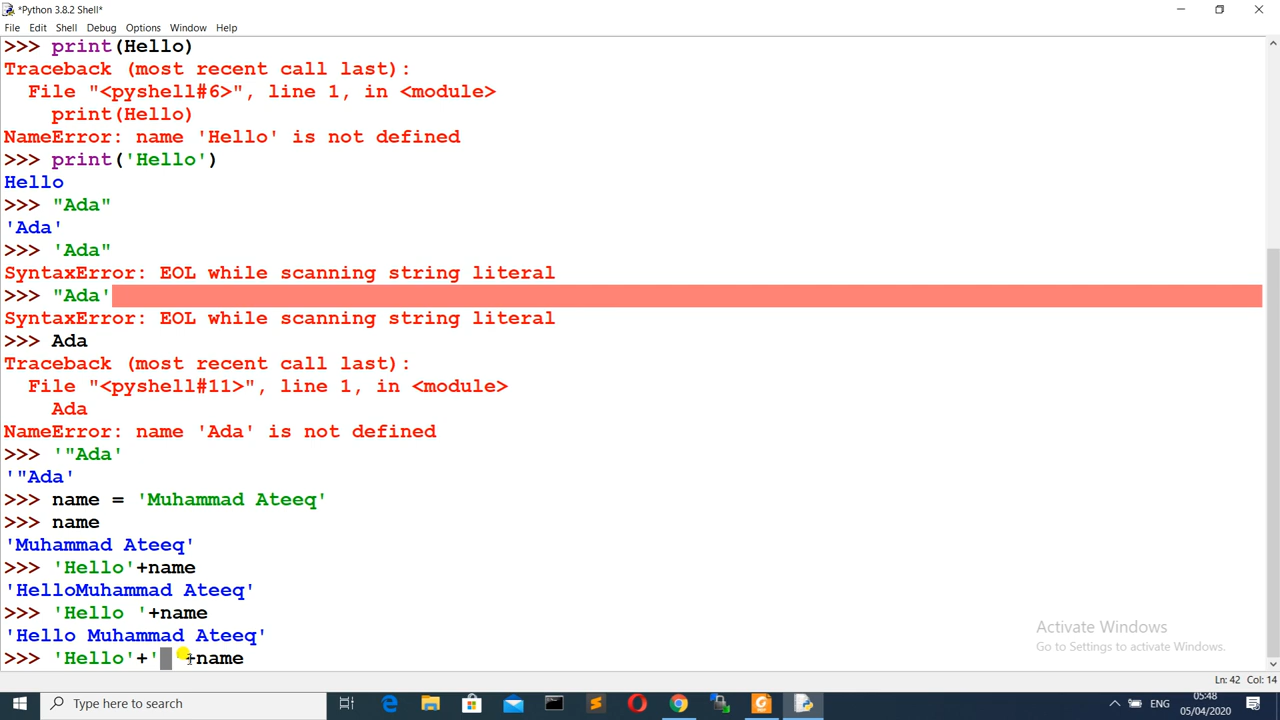 *Python 3.8.2 Shell*
File Edit Shell Debug Options Window Help
>>> print(Hello)
Traceback (most recent call last):
  File "<pyshell#6>", line 1, in <module>
    print(Hello)
NameError: name 'Hello' is not defined
>>> print('Hello')
Hello
>>> "Ada"
'Ada'
>>> 'Ada"
SyntaxError: EOL while scanning string literal
>>> "Ada'
SyntaxError: EOL while scanning string literal
>>> Ada
Traceback (most recent call last):
  File "<pyshell#11>", line 1, in <module>
    Ada
NameError: name 'Ada' is not defined
>>> '"Ada'
'"Ada'
>>> name = 'Muhammad Ateeq'
>>> name
'Muhammad Ateeq'
>>> 'Hello'+name
'HelloMuhammad Ateeq'
>>> 'Hello '+name
'Hello Muhammad Ateeq'
>>> 'Hello'+' '+name
Activate Windows
Go to Settings to activate Windows.
Ln: 42 Col: 14
Type here to search
ENG
05:48
05/04/2020